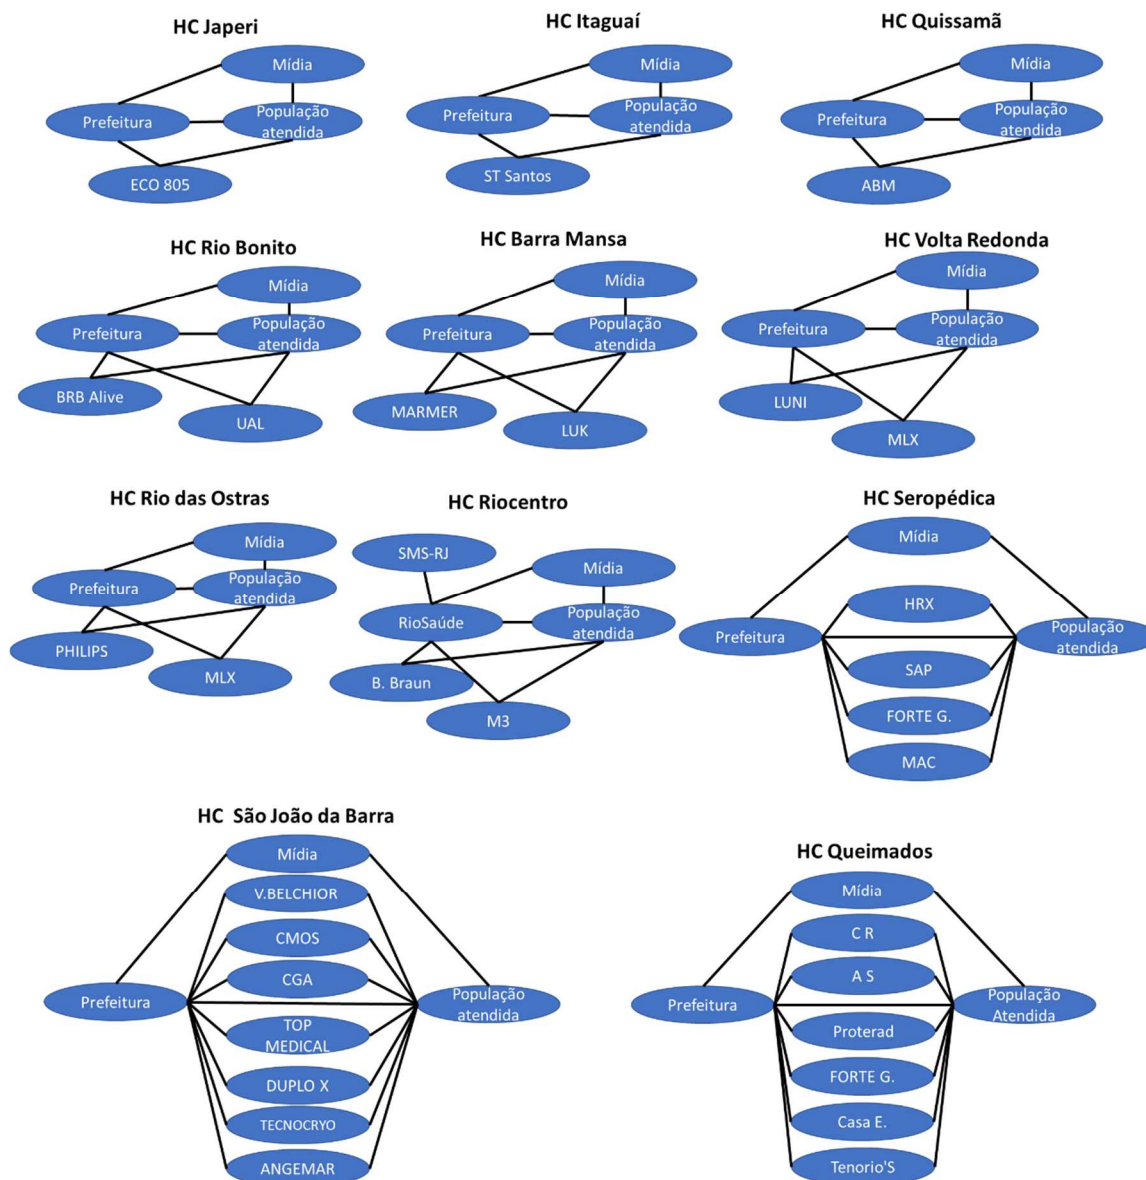 HC Japeri
Mídia
Prefeitura
População
atendida
ECO 805
HC Itaguaí
Mídia
Prefeitura
População
atendida
ST Santos
HC Quissamã
Mídia
Prefeitura
População
atendida
ABM
HC Rio Bonito
Mídia
Prefeitura
População
atendida
BRB Alive
UAL
HC Barra Mansa
Mídia
Prefeitura
População
atendida
MARMER
LUK
HC Volta Redonda
Mídia
Prefeitura
População
atendida
LUNI
MLX
HC Rio das Ostras
Mídia
Prefeitura
População
atendida
PHILIPS
MLX
HC Riocentro
SMS-RJ
Mídia
RioSaúde
População
atendida
B. Braun
M3
HC Seropédica
Mídia
HRX
Prefeitura
População
atendida
SAP
FORTE G.
MAC
HC São João da Barra
Mídia
V.BELCHIOR
CMOS
CGA
Prefeitura
População
atendida
TOP
MEDICAL
DUPLO X
TECNOCRYO
ANGEMAR
HC Queimados
Mídia
C R
A S
Prefeitura
População
Atendida
Proterad
FORTE G.
Casa E.
Tenorio'S